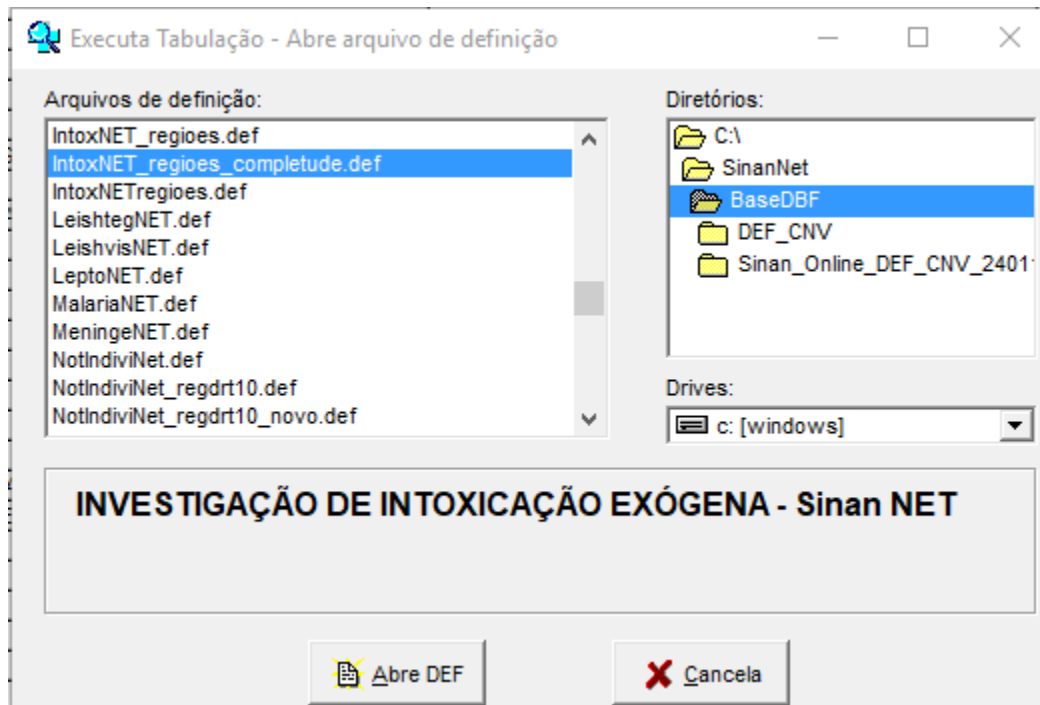 Executa Tabulação - Abre arquivo de definição
Arquivos de definição:
IntoxNET_regioes.def
IntoxNET_regioes_completude.def
IntoxNETregioes.def
LeishtegNET.def
LeishvisNET.def
LeptoNET.def
MalariaNET.def
MeningeNET.def
NotIndiviNet.def
NotIndiviNet_regdrt10.def
NotIndiviNet_regdrt10_novo.def
Diretórios:
C:\
SinanNet
BaseDBF
DEF_CNV
Sinan_Online_DEF_CNV_2401
Drives:
c: [windows]
INVESTIGAÇÃO DE INTOXICAÇÃO EXÓGENA - Sinan NET
Abre DEF
Cancela